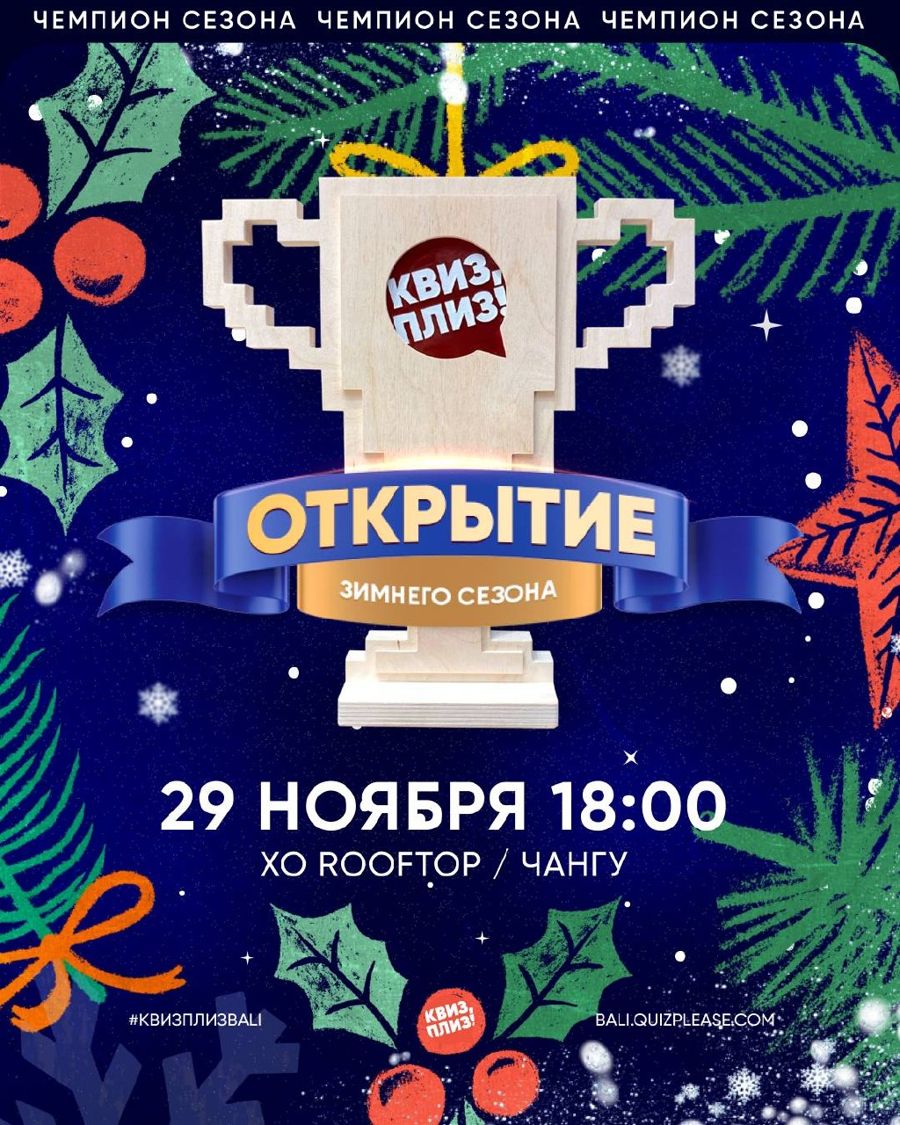 ЧЕМПИОН СЕЗОНА ЧЕМПИОН СЕЗОНА ЧЕМПИОН СЕЗОНА
КВИЗ,
ПЛИЗ!
ОТКРЫТИЕ
ЗИМНЕГО СЕЗОНА
29 НОЯБРЯ 18:00
XO ROOFTOP / ЧАНГУ
#КВИЗПЛИЗBALI
КВИЗ,
ПЛИЗ!
BALI.QUIZPLEASE.COM